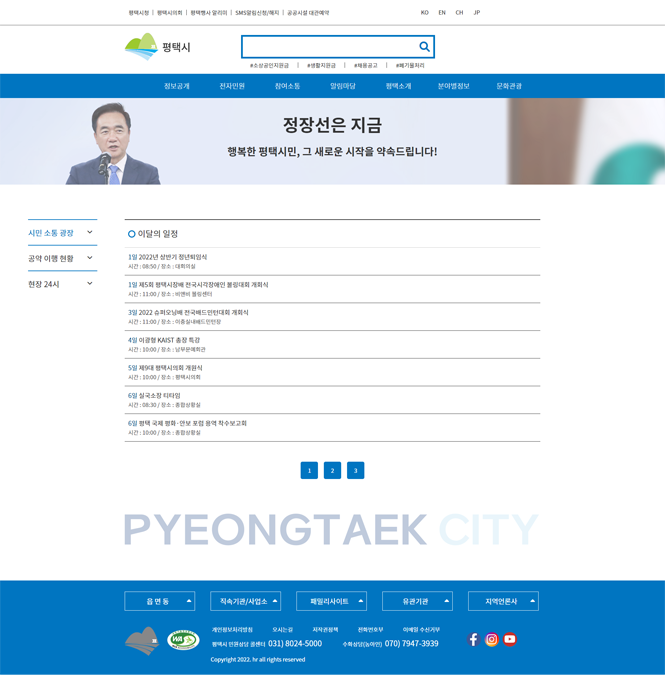 평택시청 | 평택시의회 | 평택행사 알리미 | SMS알림신청/해지 | 공공시설 대관예약 KO EN CH JP
평택시
#소상공인지원금 | #생활지원금 | #채용공고 | #폐기물처리
정보공개 전자민원 참여소통 알림마당 평택소개 분야별정보 문화관광
정장선은 지금
행복한 평택시민, 그 새로운 시작을 약속드립니다!
시민 소통 광장
공약 이행 현황
현장 24시
이달의 일정
1일 2022년 상반기 정년퇴임식
시간 : 08:50 / 장소 : 대회의실
1일 제5회 평택시장배 전국시각장애인 볼링대회 개회식
시간 : 11:00 / 장소 : 비앤비 볼링센터
3일 2022 슈퍼오닝배 전국배드민턴대회 개회식
시간 : 11:00 / 장소 : 이충실내배드민턴장
4일 이광형 KAIST 총장 특강
시간 : 10:00 / 장소 : 남부문예회관
5일 제9대 평택시의회 개원식
시간 : 10:00 / 장소 : 평택시의회
6일 실국소장 티타임
시간 : 08:30 / 장소 : 종합상황실
6일 평택 국제 평화·안보 포럼 용역 착수보고회
시간 : 10:00 / 장소 : 종합상황실
1 2 3
PYEONGTAEK CITY
읍 면 동 직속기관/사업소 패밀리사이트 유관기관 지역언론사
WA
개인정보처리방침 오시는길 저작권정책 전화번호부 이메일 수신거부
평택시 민원상담 콜센터 031) 8024-5000 수화상담(농아인) 070) 7947-3939
Copyright 2022. hr all rights reserved